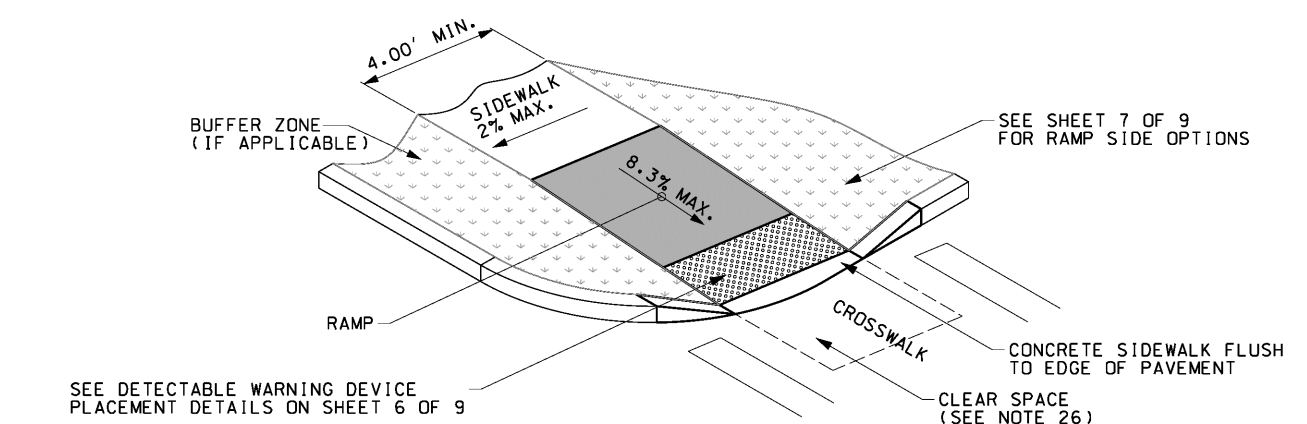 4.00' MIN.
SIDEWALK
2% MAX.
BUFFER ZONE
(IF APPLICABLE)
SEE SHEET 7 OF 9
FOR RAMP SIDE OPTIONS
8.3% MAX.
RAMP
CROSSWALK
CONCRETE SIDEWALK FLUSH
TO EDGE OF PAVEMENT
SEE DETECTABLE WARNING DEVICE
PLACEMENT DETAILS ON SHEET 6 OF 9
CLEAR SPACE
(SEE NOTE 26)